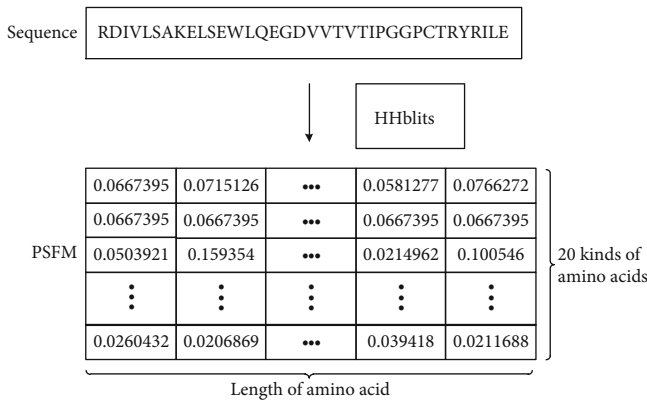 Sequence
RDIVLSAKELSEWLQEGDVVTVTIPGGPCTRYRILE
HHblits
PSFM
0.0667395 0.0715126 ••• 0.0581277 0.0766272
0.0667395 0.0667395 ••• 0.0667395 0.0667395
0.0503921 0.159354 ••• 0.0214962 0.100546
0.0260432 0.0206869 ••• 0.039418 0.0211688
20 kinds of
amino acids
Length of amino acid